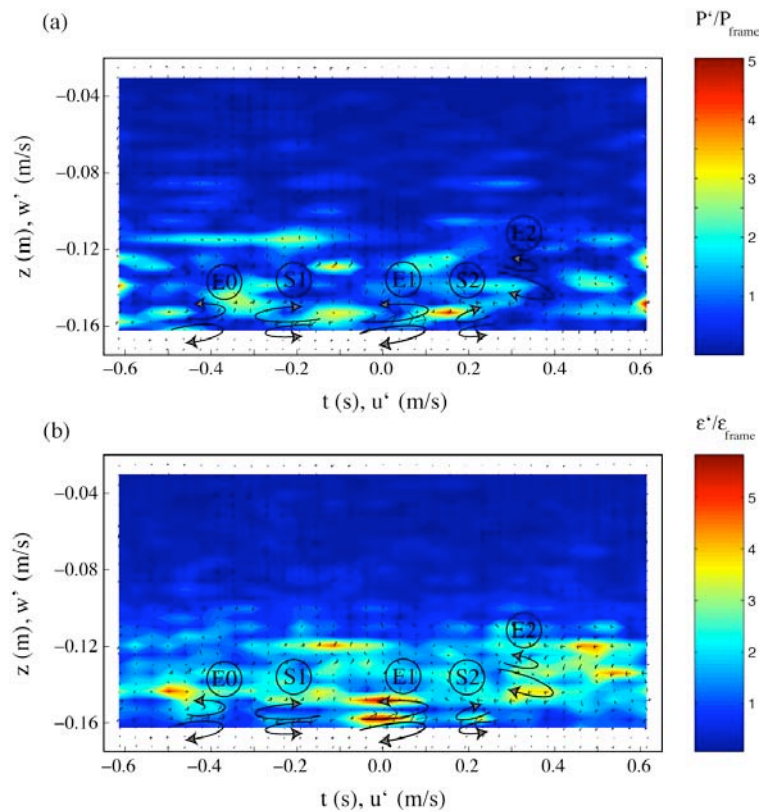 (a)
P‘/P frame
5
4
3
2
1
−0.04
−0.08
−0.12
−0.16
z (m), w’ (m/s)
E2
E0 S1 E1 S2
−0.6 −0.4 −0.2 0.0 0.2 0.4 0.6
t (s), u‘ (m/s)
(b)
ε‘/ε frame
5
4
3
2
1
−0.04
−0.08
−0.12
−0.16
z (m), w’ (m/s)
E2
E0 S1 E1 S2
−0.6 −0.4 −0.2 0.0 0.2 0.4 0.6
t (s), u‘ (m/s)